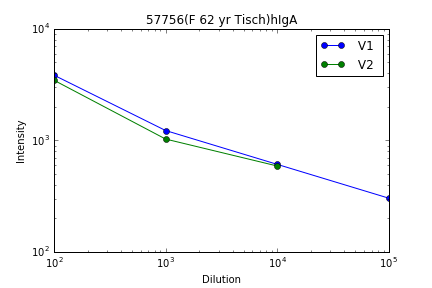 57756(F 62 yr Tisch)hIgA
V1
V2
Intensity
10^4
10^3
10^2
10^2 10^3 10^4 10^5
Dilution